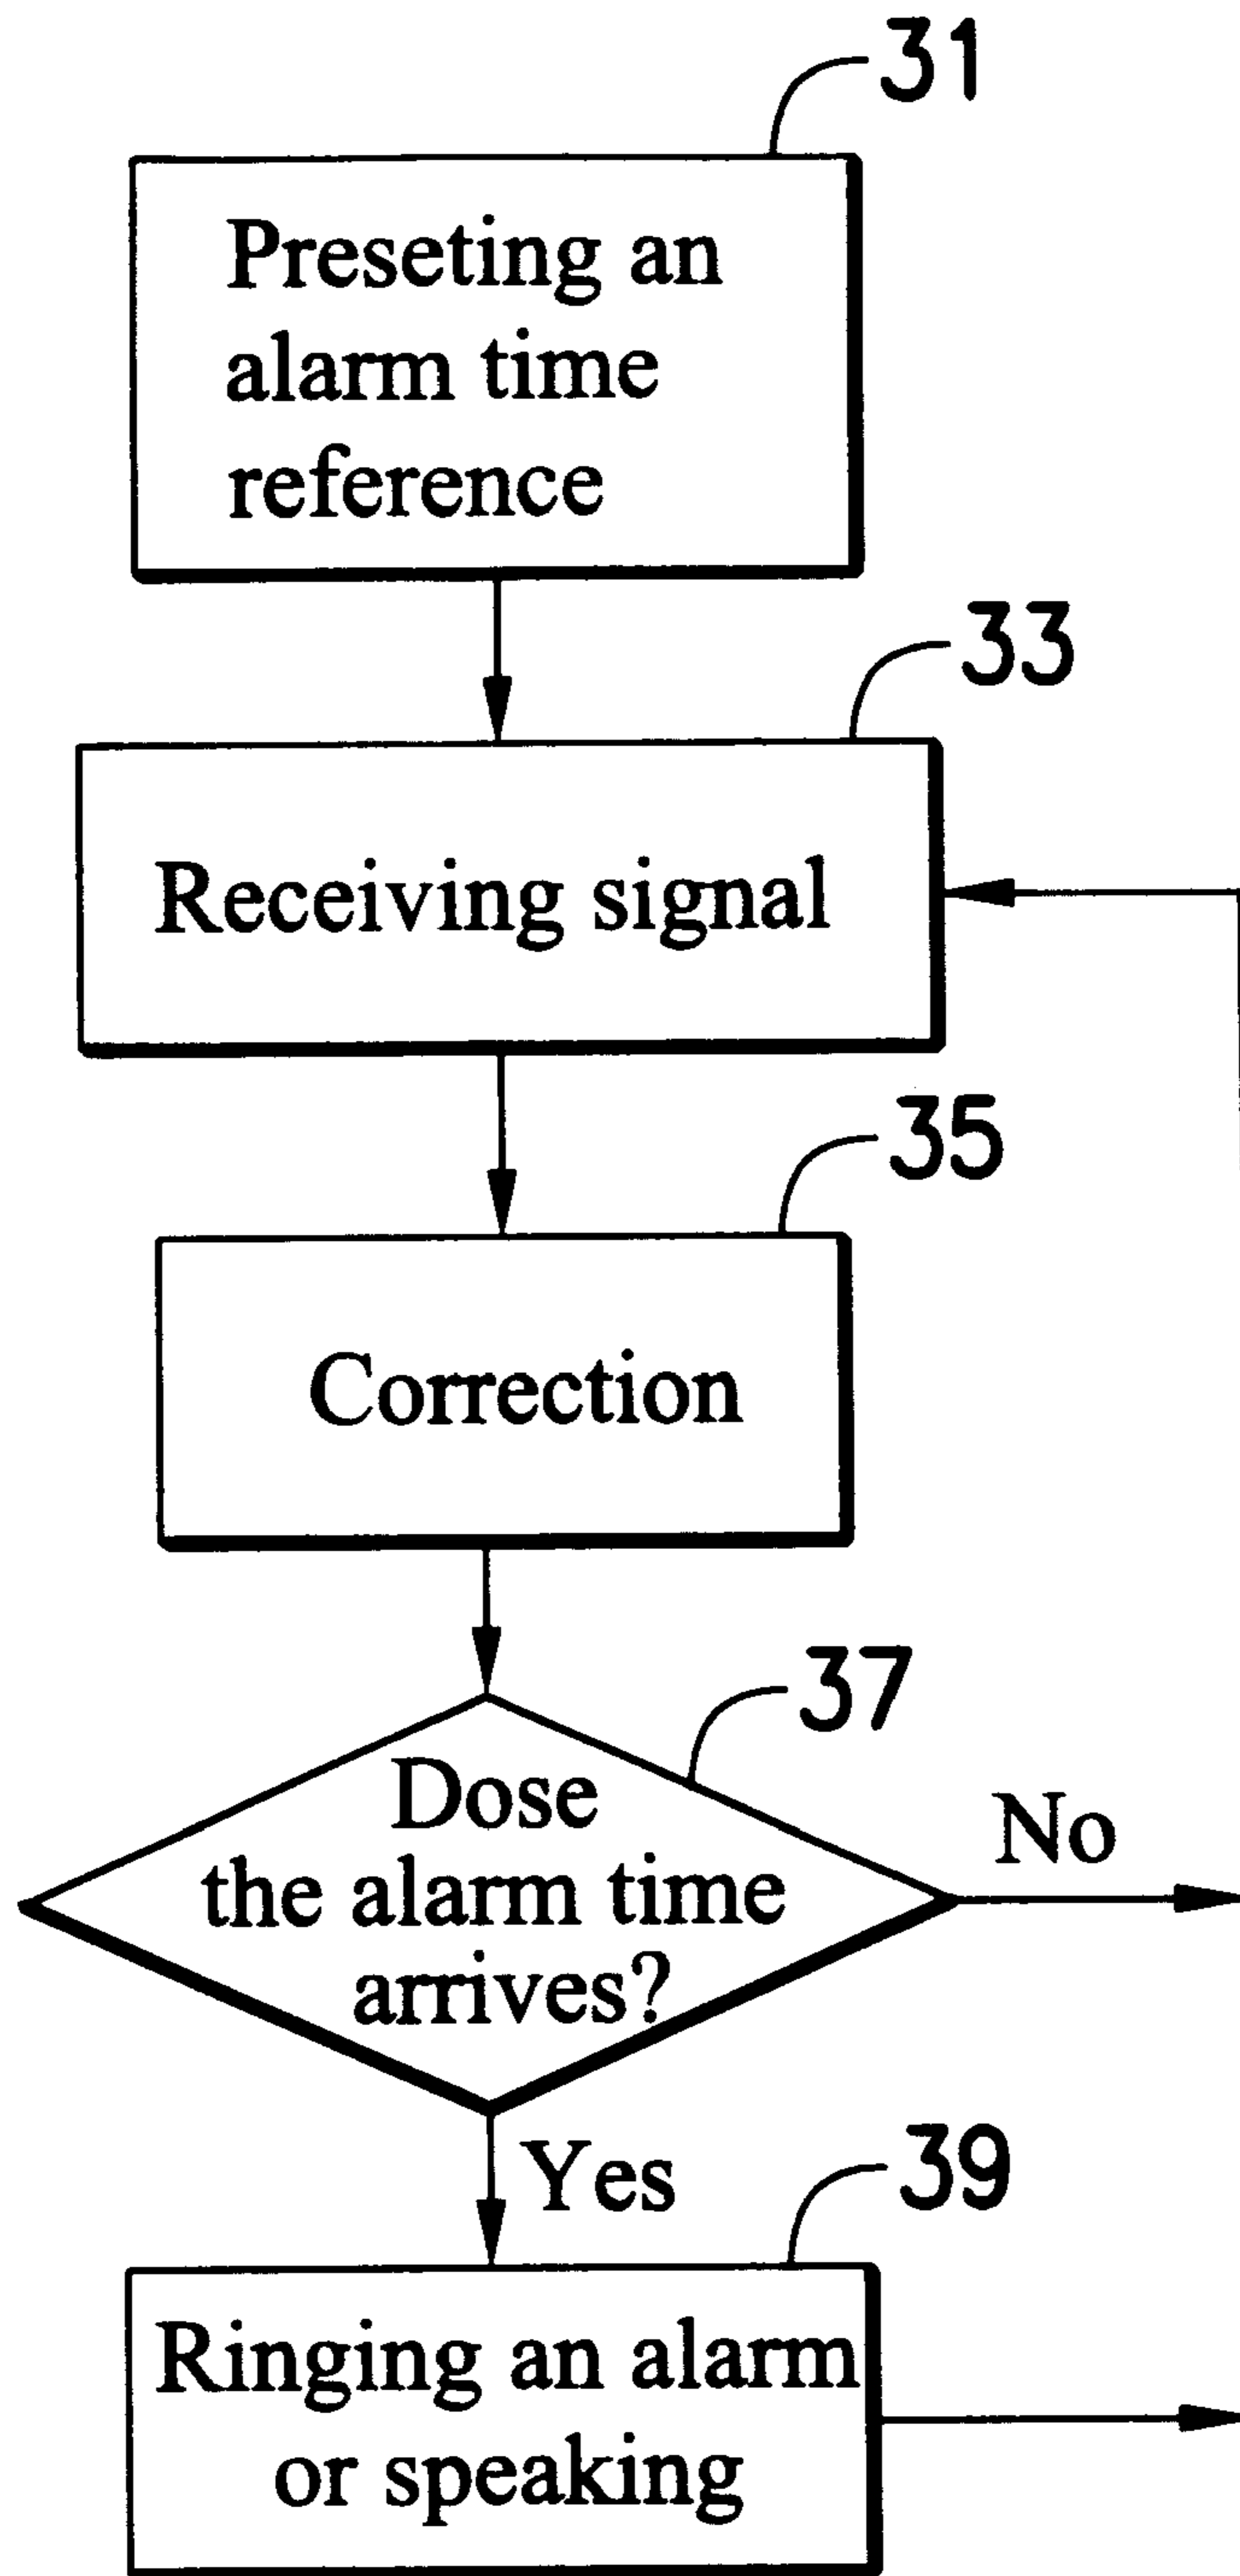 31
Preseting an
alarm time
reference
33
Receiving signal
35
Correction
37
Dose
the alarm time
arrives?
No
Yes
39
Ringing an alarm
or speaking